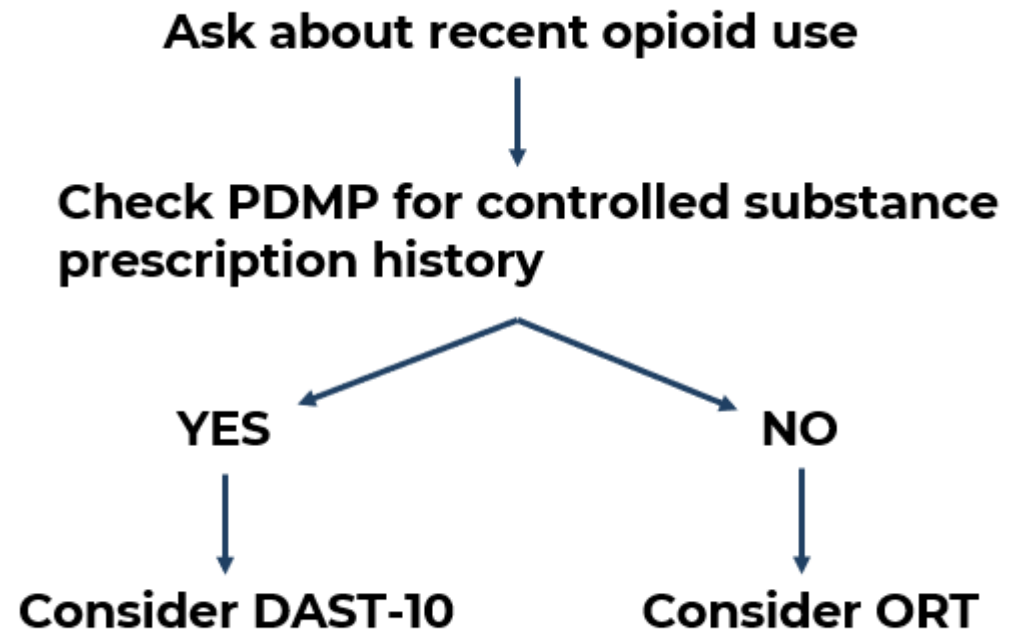 Ask about recent opioid use
Check PDMP for controlled substance
prescription history
YES
NO
Consider DAST-10
Consider ORT